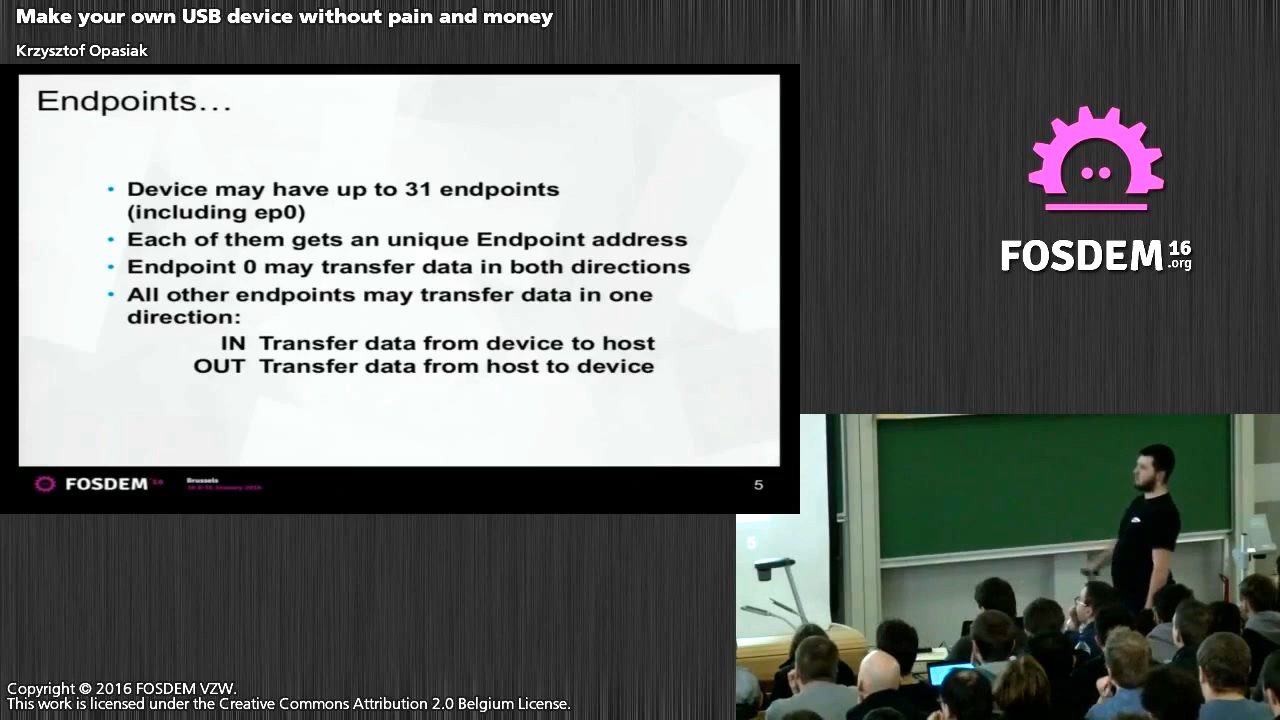 Make your own USB device without pain and money
Krzysztof Opasiak
Endpoints...
• Device may have up to 31 endpoints
(including ep0)
• Each of them gets an unique Endpoint address
• Endpoint 0 may transfer data in both directions
• All other endpoints may transfer data in one
direction:
IN Transfer data from device to host
OUT Transfer data from host to device
FOSDEM
Brussels
5
FOSDEM 16
.org
5
Copyright © 2016 FOSDEM VZW.
This work is licensed under the Creative Commons Attribution 2.0 Belgium License.